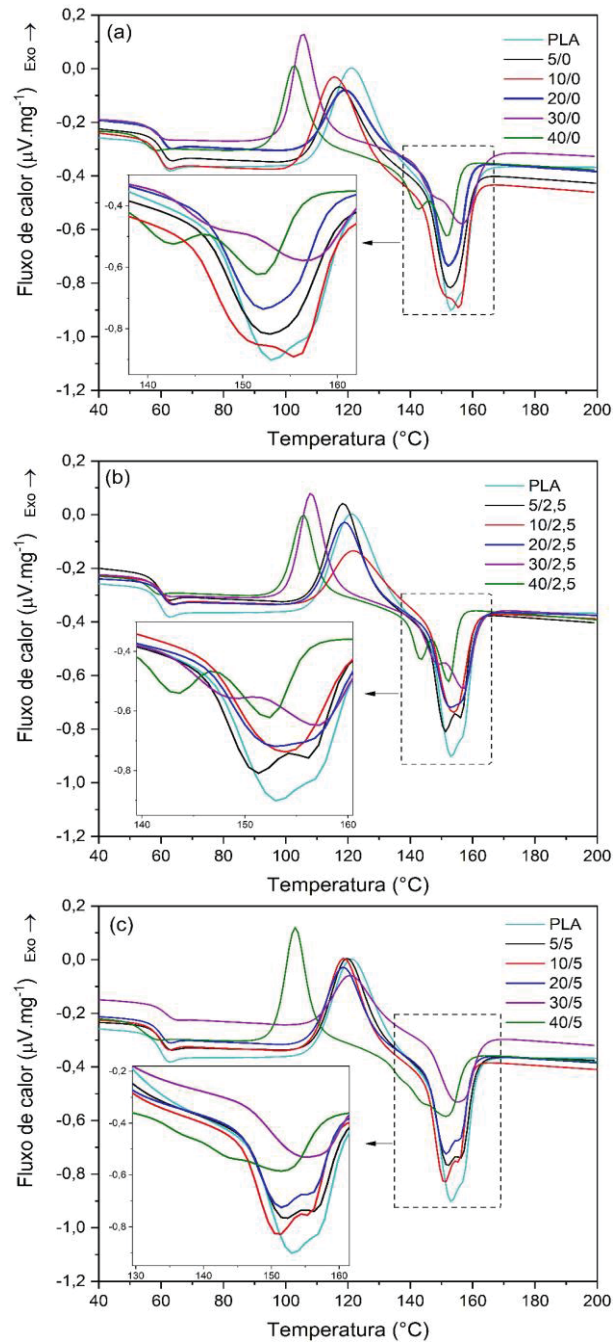 (a)
Exo →
PLA
5/0
10/0
20/0
30/0
40/0
Fluxo de calor (µV.mg⁻¹)
0,2
0,0
-0,2
-0,4
-0,6
-0,8
-1,0
-1,2
-0,4
-0,6
-0,8
140 150 160
40 60 80 100 120 140 160 180 200
Temperatura (°C)
(b)
Exo →
PLA
5/2,5
10/2,5
20/2,5
30/2,5
40/2,5
Fluxo de calor (µV.mg⁻¹)
0,2
0,0
-0,2
-0,4
-0,6
-0,8
-1,0
-1,2
-0,4
-0,6
-0,8
140 150 160
40 60 80 100 120 140 160 180 200
Temperatura (°C)
(c)
Exo →
PLA
5/5
10/5
20/5
30/5
40/5
Fluxo de calor (µV.mg⁻¹)
0,2
0,0
-0,2
-0,4
-0,6
-0,8
-1,0
-1,2
-0,2
-0,4
-0,6
-0,8
130 140 150 160
40 60 80 100 120 140 160 180 200
Temperatura (°C)